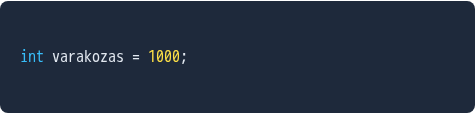 int varakozas = 1000;